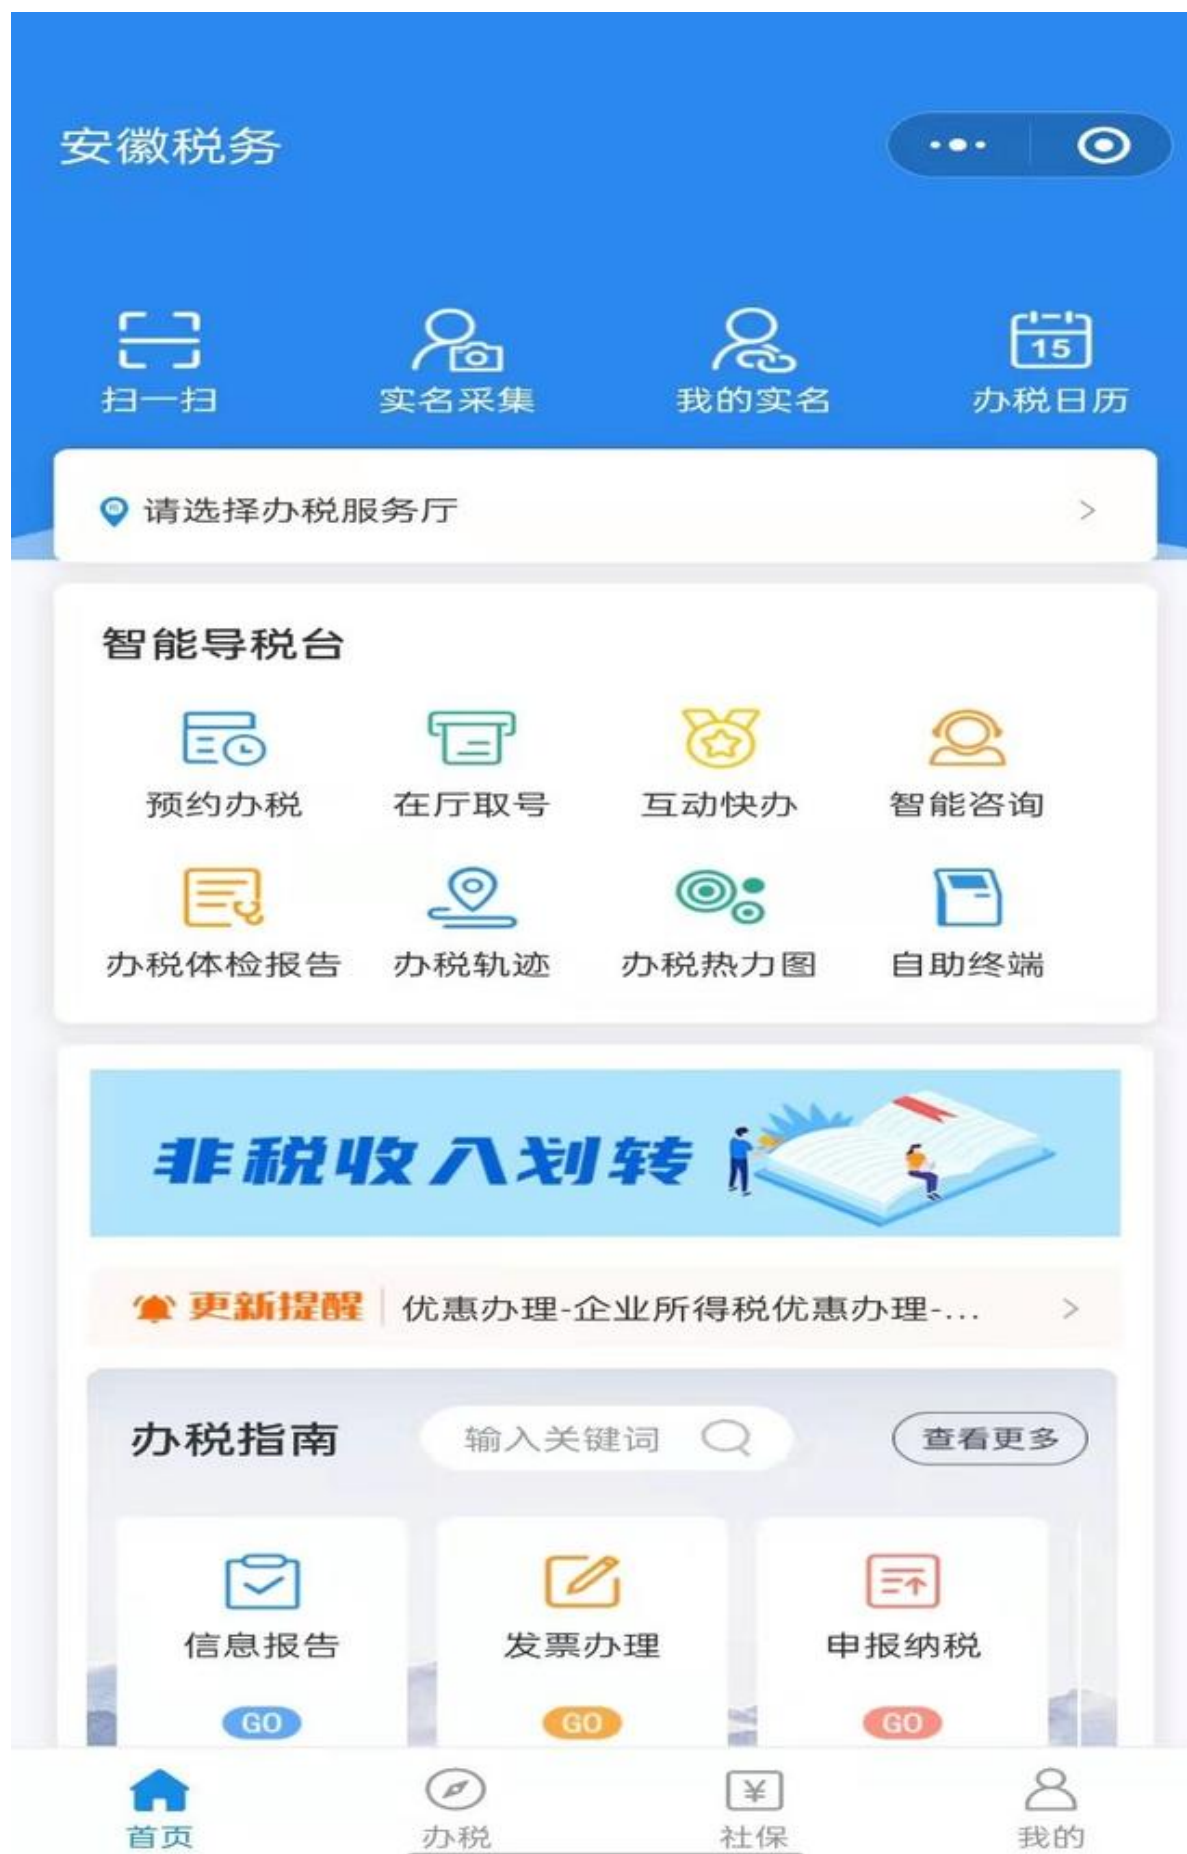 安徽税务
15
扫一扫 实名采集 我的实名 办税日历
请选择办税服务厅
智能导税台
预约办税 在厅取号 互动快办 智能咨询
办税体检报告 办税轨迹 办税热力图 自助终端
非税收入划转
更新提醒 优惠办理-企业所得税优惠办理-...
办税指南 输入关键词 查看更多
信息报告 发票办理 申报纳税
GO GO GO
¥
首页 办税 社保 我的